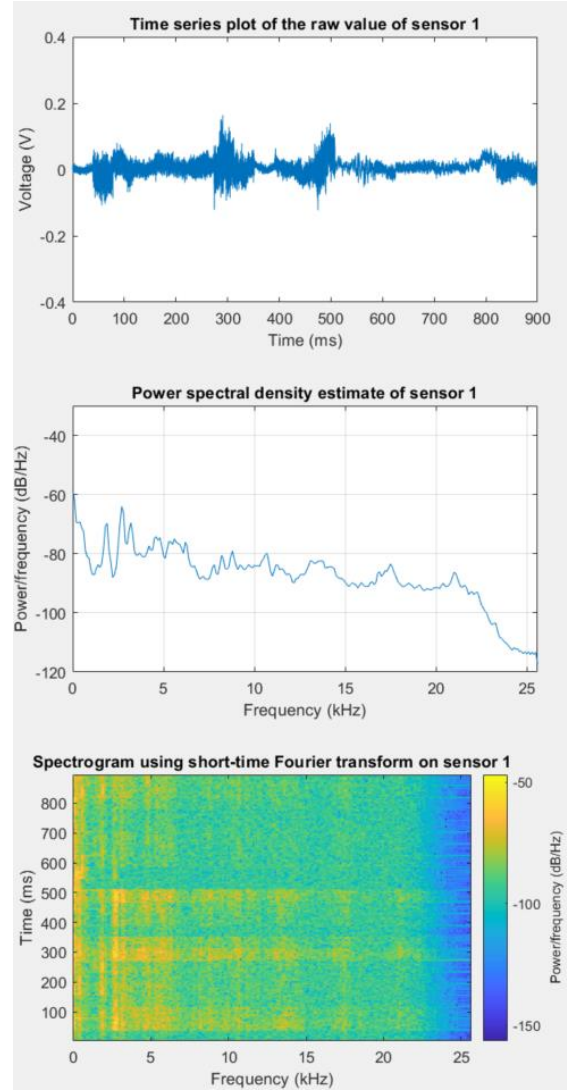 Time series plot of the raw value of sensor 1
0.4
0.2
0
-0.2
-0.4
Voltage (V)
0 100 200 300 400 500 600 700 800 900
Time (ms)
Power spectral density estimate of sensor 1
-40
-60
-80
-100
-120
Power/frequency (dB/Hz)
0 5 10 15 20 25
Frequency (kHz)
Spectrogram using short-time Fourier transform on sensor 1
800
700
600
500
400
300
200
100
Time (ms)
0 5 10 15 20 25
Frequency (kHz)
-50
-100
-150
Power/frequency (dB/Hz)